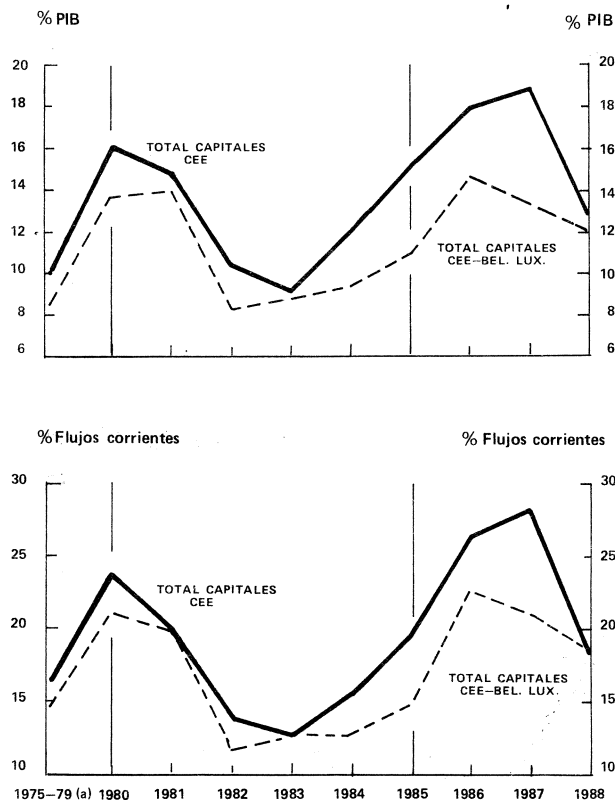 % PIB
% PIB
20
18
16
14
12
10
8
6
20
18
16
14
12
10
8
6
TOTAL CAPITALES
CEE
TOTAL CAPITALES
CEE—BEL. LUX.
% Flujos corrientes
% Flujos corrientes
30
25
20
15
10
30
25
20
15
10
TOTAL CAPITALES
CEE
TOTAL CAPITALES
CEE—BEL. LUX.
1975—79 (a) 1980 1981 1982 1983 1984 1985 1986 1987 1988